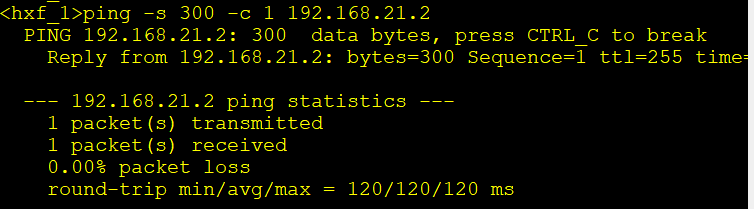 <hxf_1>ping -s 300 -c 1 192.168.21.2
PING 192.168.21.2: 300 data bytes, press CTRL_C to break
Reply from 192.168.21.2: bytes=300 Sequence=1 ttl=255 time=
--- 192.168.21.2 ping statistics ---
1 packet(s) transmitted
1 packet(s) received
0.00% packet loss
round-trip min/avg/max = 120/120/120 ms